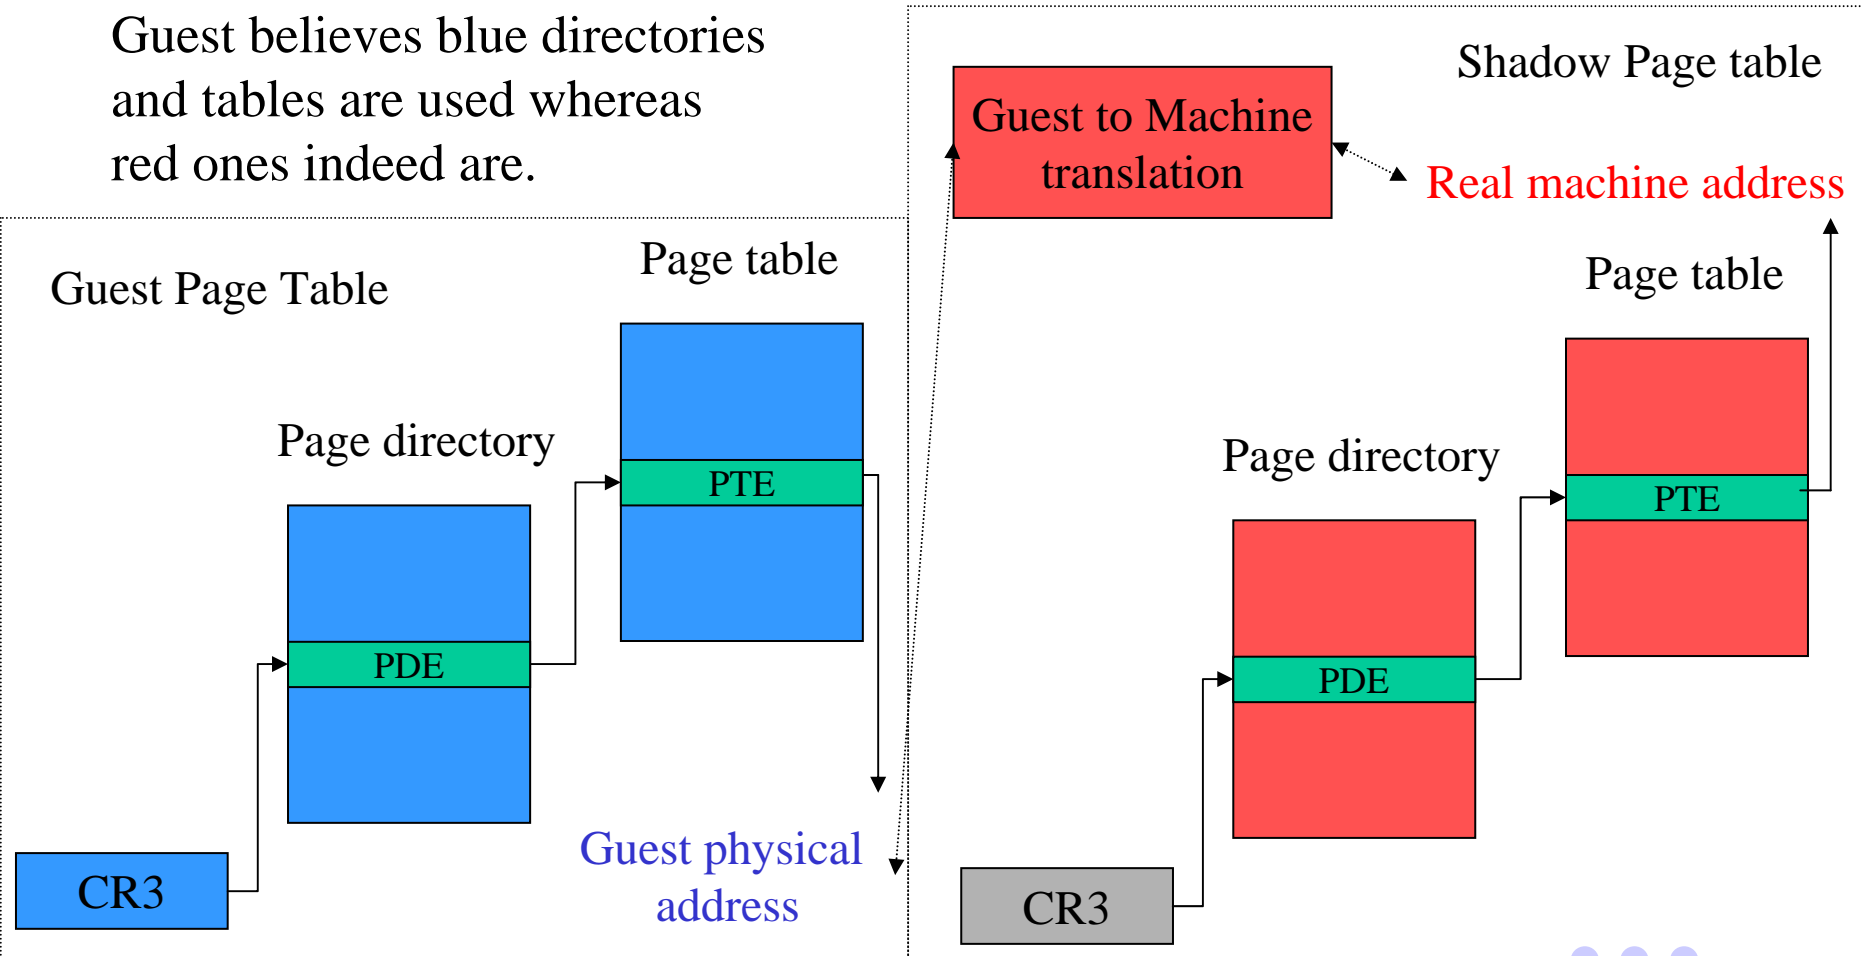 Guest believes blue directories
and tables are used whereas
red ones indeed are.
Guest Page Table
Page table
PTE
Page directory
PDE
CR3
Guest physical
address
Shadow Page table
Guest to Machine
translation
Real machine address
Page table
PTE
Page directory
PDE
CR3